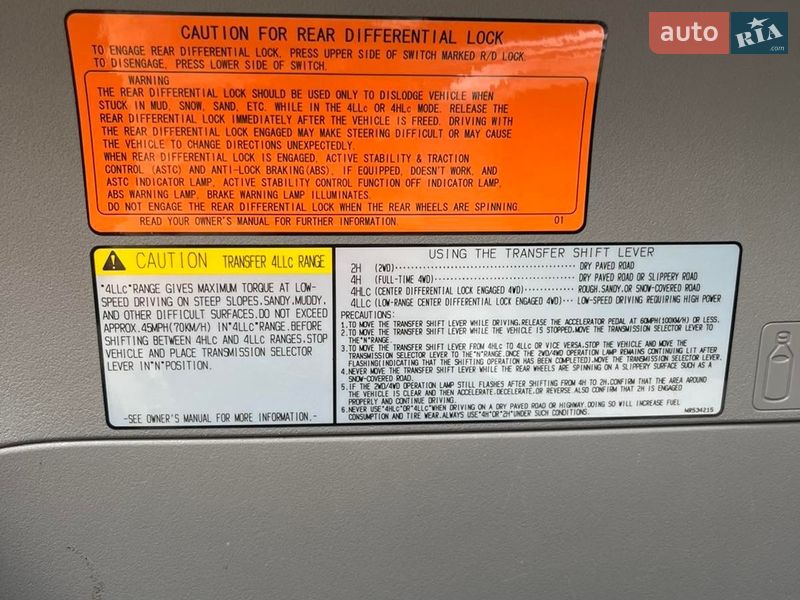 auto RIA .com
CAUTION FOR REAR DIFFERENTIAL LOCK
TO ENGAGE REAR DIFFERENTIAL LOCK, PRESS UPPER SIDE OF SWITCH MARKED R/D LOCK.
TO DISENGAGE, PRESS LOWER SIDE OF SWITCH.
WARNING
THE REAR DIFFERENTIAL LOCK SHOULD BE USED ONLY TO DISLODGE VEHICLE WHEN
STUCK IN MUD, SNOW, SAND, ETC. WHILE IN THE 4LLc OR 4HLc MODE. RELEASE THE
REAR DIFFERENTIAL LOCK IMMEDIATELY AFTER THE VEHICLE IS FREED. DRIVING WITH
THE REAR DIFFERENTIAL LOCK ENGAGED MAY MAKE STEERING DIFFICULT OR MAY CAUSE
THE VEHICLE TO CHANGE DIRECTIONS UNEXPECTEDLY.
WHEN REAR DIFFERENTIAL LOCK IS ENGAGED, ACTIVE STABILITY & TRACTION
CONTROL (ASTC) AND ANTI-LOCK BRAKING(ABS), IF EQUIPPED, DOESN'T WORK, AND
ASTC INDICATOR LAMP, ACTIVE STABILITY CONTROL FUNCTION OFF INDICATOR LAMP,
ABS WARNING LAMP, BRAKE WARNING LAMP ILLUMINATES.
DO NOT ENGAGE THE REAR DIFFERENTIAL LOCK WHEN THE REAR WHEELS ARE SPINNING.
READ YOUR OWNER'S MANUAL FOR FURTHER INFORMATION. 01
CAUTION TRANSFER 4LLc RANGE
"4LLc"RANGE GIVES MAXIMUM TORQUE AT LOW-
SPEED DRIVING ON STEEP SLOPES,SANDY,MUDDY,
AND OTHER DIFFICULT SURFACES.DO NOT EXCEED
APPROX.45MPH(70KM/H) IN"4LLc"RANGE.BEFORE
SHIFTING BETWEEN 4HLc AND 4LLc RANGES.STOP
VEHICLE AND PLACE TRANSMISSION SELECTOR
LEVER IN"N"POSITION.
-SEE OWNER'S MANUAL FOR MORE INFORMATION.-
USING THE TRANSFER SHIFT LEVER
2H (2WD)........................................ DRY PAVED ROAD
4H (FULL-TIME 4WD)........................ DRY PAVED ROAD OR SLIPPERY ROAD
4HLC (CENTER DIFFERENTIAL LOCK ENGAGED 4WD)............ ROUGH,SANDY,OR SNOW-COVERED ROAD
4LLC (LOW-RANGE CENTER DIFFERENTIAL LOCK ENGAGED 4WD)... LOW-SPEED DRIVING REQUIRING HIGH POWER
PRECAUTIONS:
1.TO MOVE THE TRANSFER SHIFT LEVER WHILE DRIVING, RELEASE THE ACCELERATOR PEDAL AT 60MPH(100KM/H) OR LESS.
2.TO MOVE THE TRANSFER SHIFT LEVER WHEN THE VEHICLE IS STOPPED,MOVE THE TRANSMISSION SELECTOR LEVER TO
THE"N"RANGE.
3.TO MOVE THE TRANSFER SHIFT LEVER FROM 4HLc TO 4LLc OR VICE VERSA,STOP THE VEHICLE AND MOVE THE
TRANSMISSION SELECTOR LEVER TO THE"N"RANGE.ONCE THE 2WD/4WD OPERATION LAMP REMAINS CONTINUING LIT AFTER
FLASHING(INDICATING THAT THE SHIFTING OPERATION HAS BEEN COMPLETED),MOVE THE TRANSMISSION SELECTOR LEVER.
4.NEVER MOVE THE TRANSFER SHIFT LEVER WHILE THE REAR WHEELS ARE SPINNING ON A SLIPPERY SURFACE SUCH AS A
SNOW-COVERED ROAD.
5.IF THE 2WD/4WD OPERATION LAMP STILL FLASHES AFTER SHIFTING FROM 4H TO 2H,CONFIRM THAT THE AREA AROUND
THE VEHICLE IS CLEAR AND THEN ACCELERATE,DECELERATE,OR REVERSE.ALSO CONFIRM THAT 2H IS ENGAGED
PROPERLY AND CONTINUE DRIVING.
6.NEVER USE"4HLC"OR"4LLC"WHEN DRIVING ON A DRY PAVED ROAD OR HIGHWAY.DOING SO WILL INCREASE FUEL
CONSUMPTION AND TIRE WEAR.ALWAYS USE"4H"OR"2H"UNDER SUCH CONDITIONS. MR534215